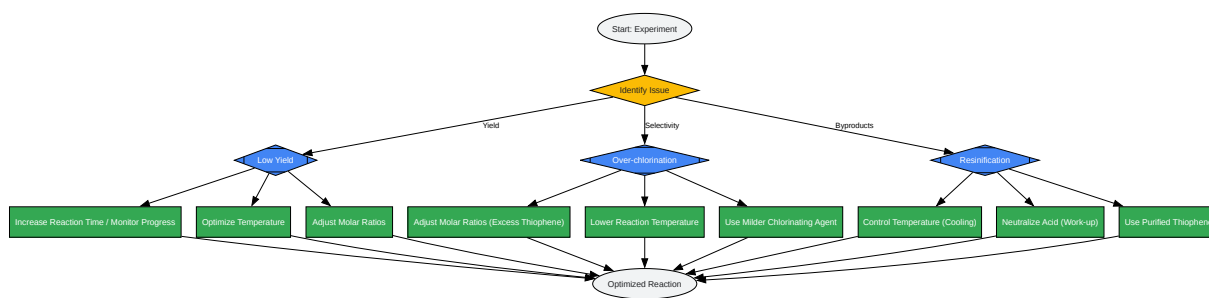 Start: Experiment
Identify Issue
Yield
Selectivity
Byproducts
Low Yield
Over-chlorination
Resinification
Increase Reaction Time / Monitor Progress
Optimize Temperature
Adjust Molar Ratios
Adjust Molar Ratios (Excess Thiophene)
Lower Reaction Temperature
Use Milder Chlorinating Agent
Control Temperature (Cooling)
Neutralize Acid (Work-up)
Use Purified Thiophene
Optimized Reaction